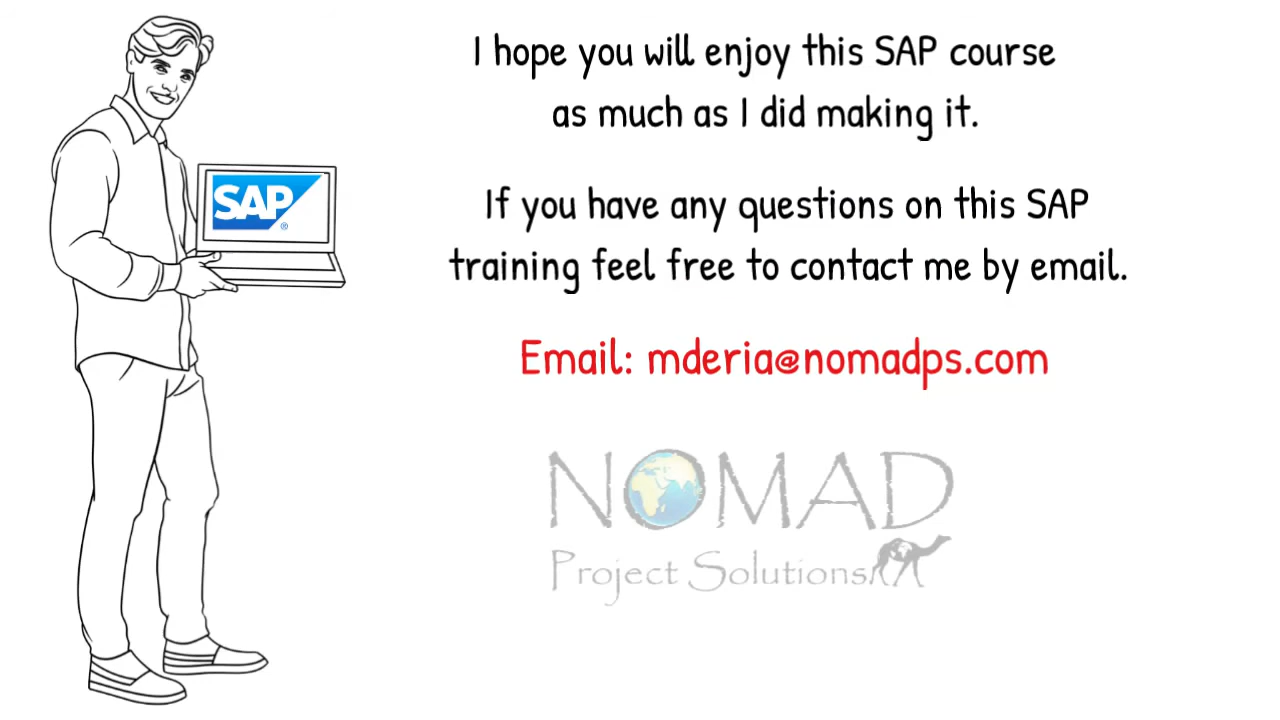 I hope you will enjoy this SAP course
as much as I did making it.
SAP
®
If you have any questions on this SAP
training feel free to contact me by email.
Email: mderia@nomadps.com
NOMAD
Project Solutions